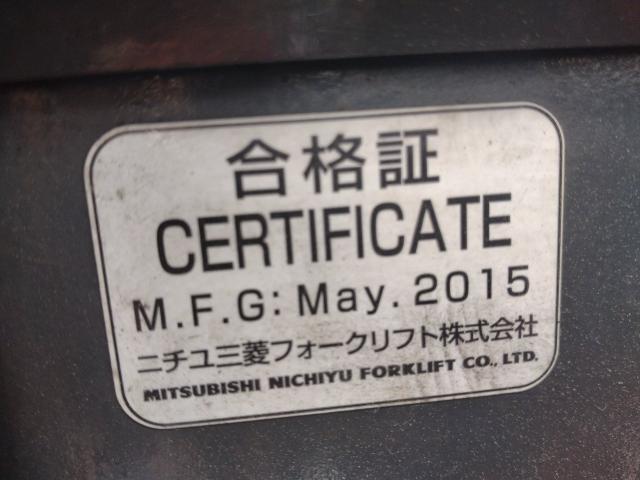 合格証
CERTIFICATE
M.F.G: May. 2015
ニチユ三菱フォークリフト株式会社
MITSUBISHI NICHIYU FORKLIFT CO., LTD.